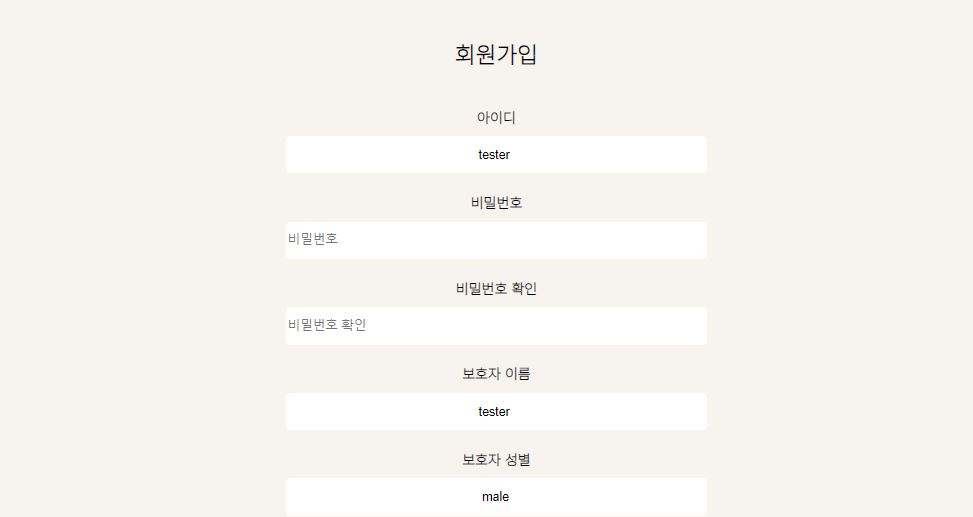 회원가입
아이디
tester
비밀번호
비밀번호
비밀번호 확인
비밀번호 확인
보호자 이름
tester
보호자 성별
male